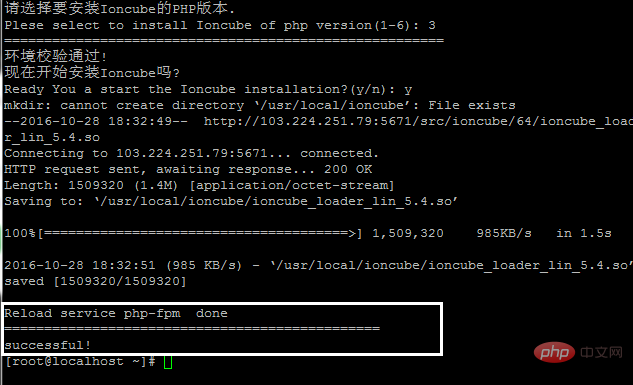 请选择要安装Ioncube的PHP版本.
Please select to install Ioncube of php version(1-6): 3
=======================================================
环境校验通过!
现在开始安装Ioncube吗?
Ready You a start the Ioncube installation?(y/n): y
mkdir: cannot create directory ‘/usr/local/ioncube’: File exists
--2016-10-28 18:32:49--  http://103.224.251.79:5671/src/ioncube/64/ioncube_loade
r_lin_5.4.so
Connecting to 103.224.251.79:5671... connected.
HTTP request sent, awaiting response... 200 OK
Length: 1509320 (1.4M) [application/octet-stream]
Saving to: ‘/usr/local/ioncube/ioncube_loader_lin_5.4.so’
100%[======================================>] 1,509,320    985KB/s   in 1.5s
2016-10-28 18:32:51 (985 KB/s) - ‘/usr/local/ioncube/ioncube_loader_lin_5.4.so’
saved [1509320/1509320]
Reload service php-fpm  done
===============================================
successful!
[root@localhost ~]#
php 中文网